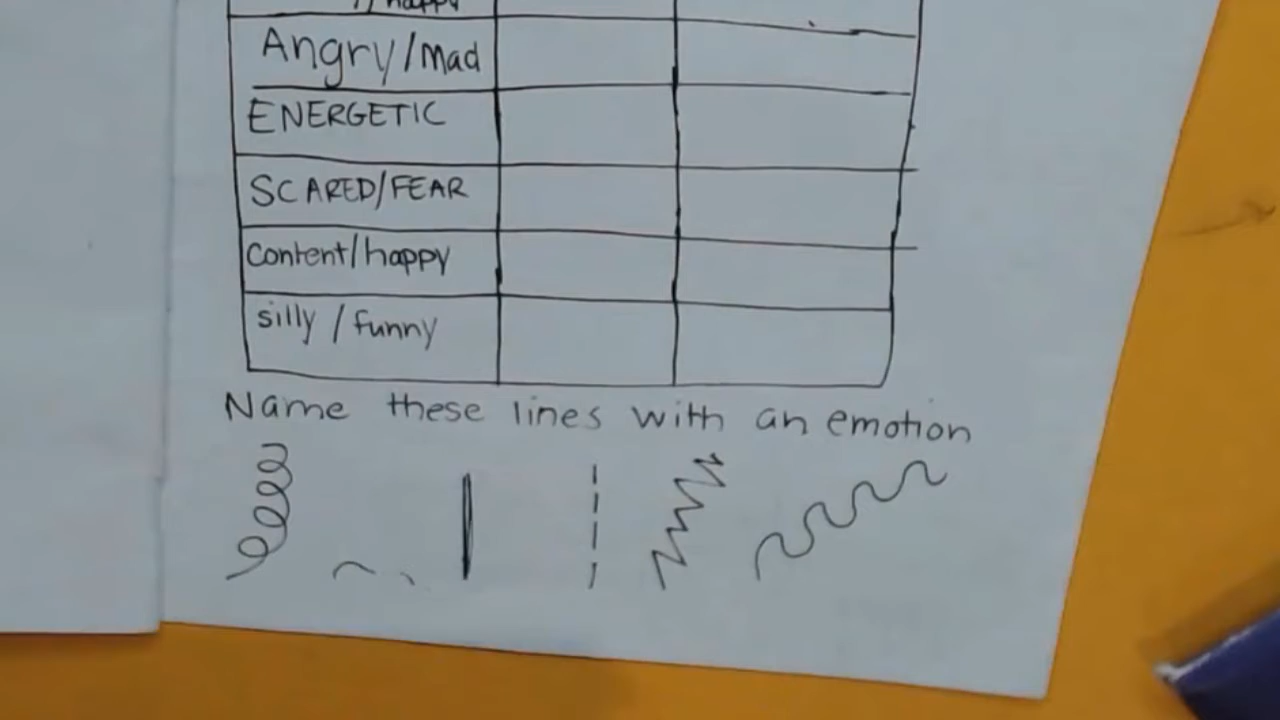 Angry/Mad
ENERGETIC
SCARED/FEAR
Content/happy
silly / funny
Name these lines with an emotion